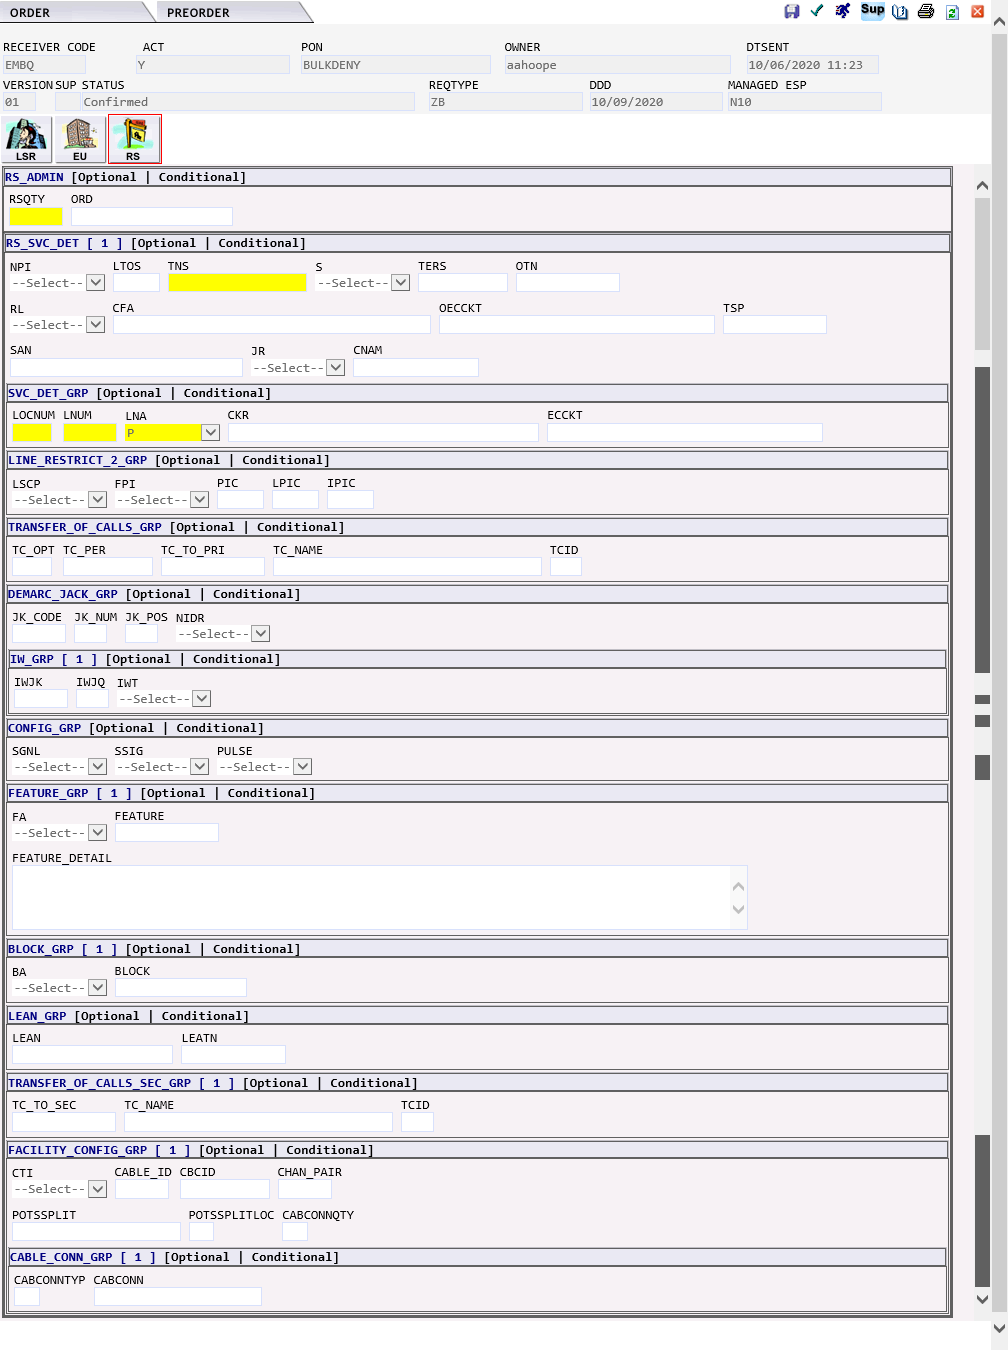 ORDER PREORDER Sup
RECEIVER CODE ACT PON OWNER DTSENT
EMBQ Y BULKDENY aahoope 10/06/2020 11:23
VERSION SUP STATUS REQTYPE DDD MANAGED ESP
01 Confirmed ZB 10/09/2020 N10
LSR EU RS
RS_ADMIN [Optional | Conditional]
RSQTY ORD
RS_SVC_DET [ 1 ] [Optional | Conditional]
NPI LTOS TNS S TERS OTN
--Select-- --Select--
RL CFA OECCKT TSP
--Select--
SAN JR CNAM
--Select--
SVC_DET_GRP [Optional | Conditional]
LOCNUM LNUM LNA CKR ECCKT
P
LINE_RESTRICT_2_GRP [Optional | Conditional]
LSCP FPI PIC LPIC IPIC
--Select-- --Select--
TRANSFER_OF_CALLS_GRP [Optional | Conditional]
TC_OPT TC_PER TC_TO_PRI TC_NAME TCID
DEMARC_JACK_GRP [Optional | Conditional]
JK_CODE JK_NUM JK_POS NIDR
--Select--
IW_GRP [ 1 ] [Optional | Conditional]
IWJK IWJQ IWT
--Select--
CONFIG_GRP [Optional | Conditional]
SGNL SSIG PULSE
--Select-- --Select-- --Select--
FEATURE_GRP [ 1 ] [Optional | Conditional]
FA FEATURE
--Select--
FEATURE_DETAIL
BLOCK_GRP [ 1 ] [Optional | Conditional]
BA BLOCK
--Select--
LEAN_GRP [Optional | Conditional]
LEAN LEATN
TRANSFER_OF_CALLS_SEC_GRP [ 1 ] [Optional | Conditional]
TC_TO_SEC TC_NAME TCID
FACILITY_CONFIG_GRP [ 1 ] [Optional | Conditional]
CTI CABLE_ID CBCID CHAN_PAIR
--Select--
POTSSPLIT POTSSPLITLOC CABCONNQTY
CABLE_CONN_GRP [ 1 ] [Optional | Conditional]
CABCONNTYP CABCONN